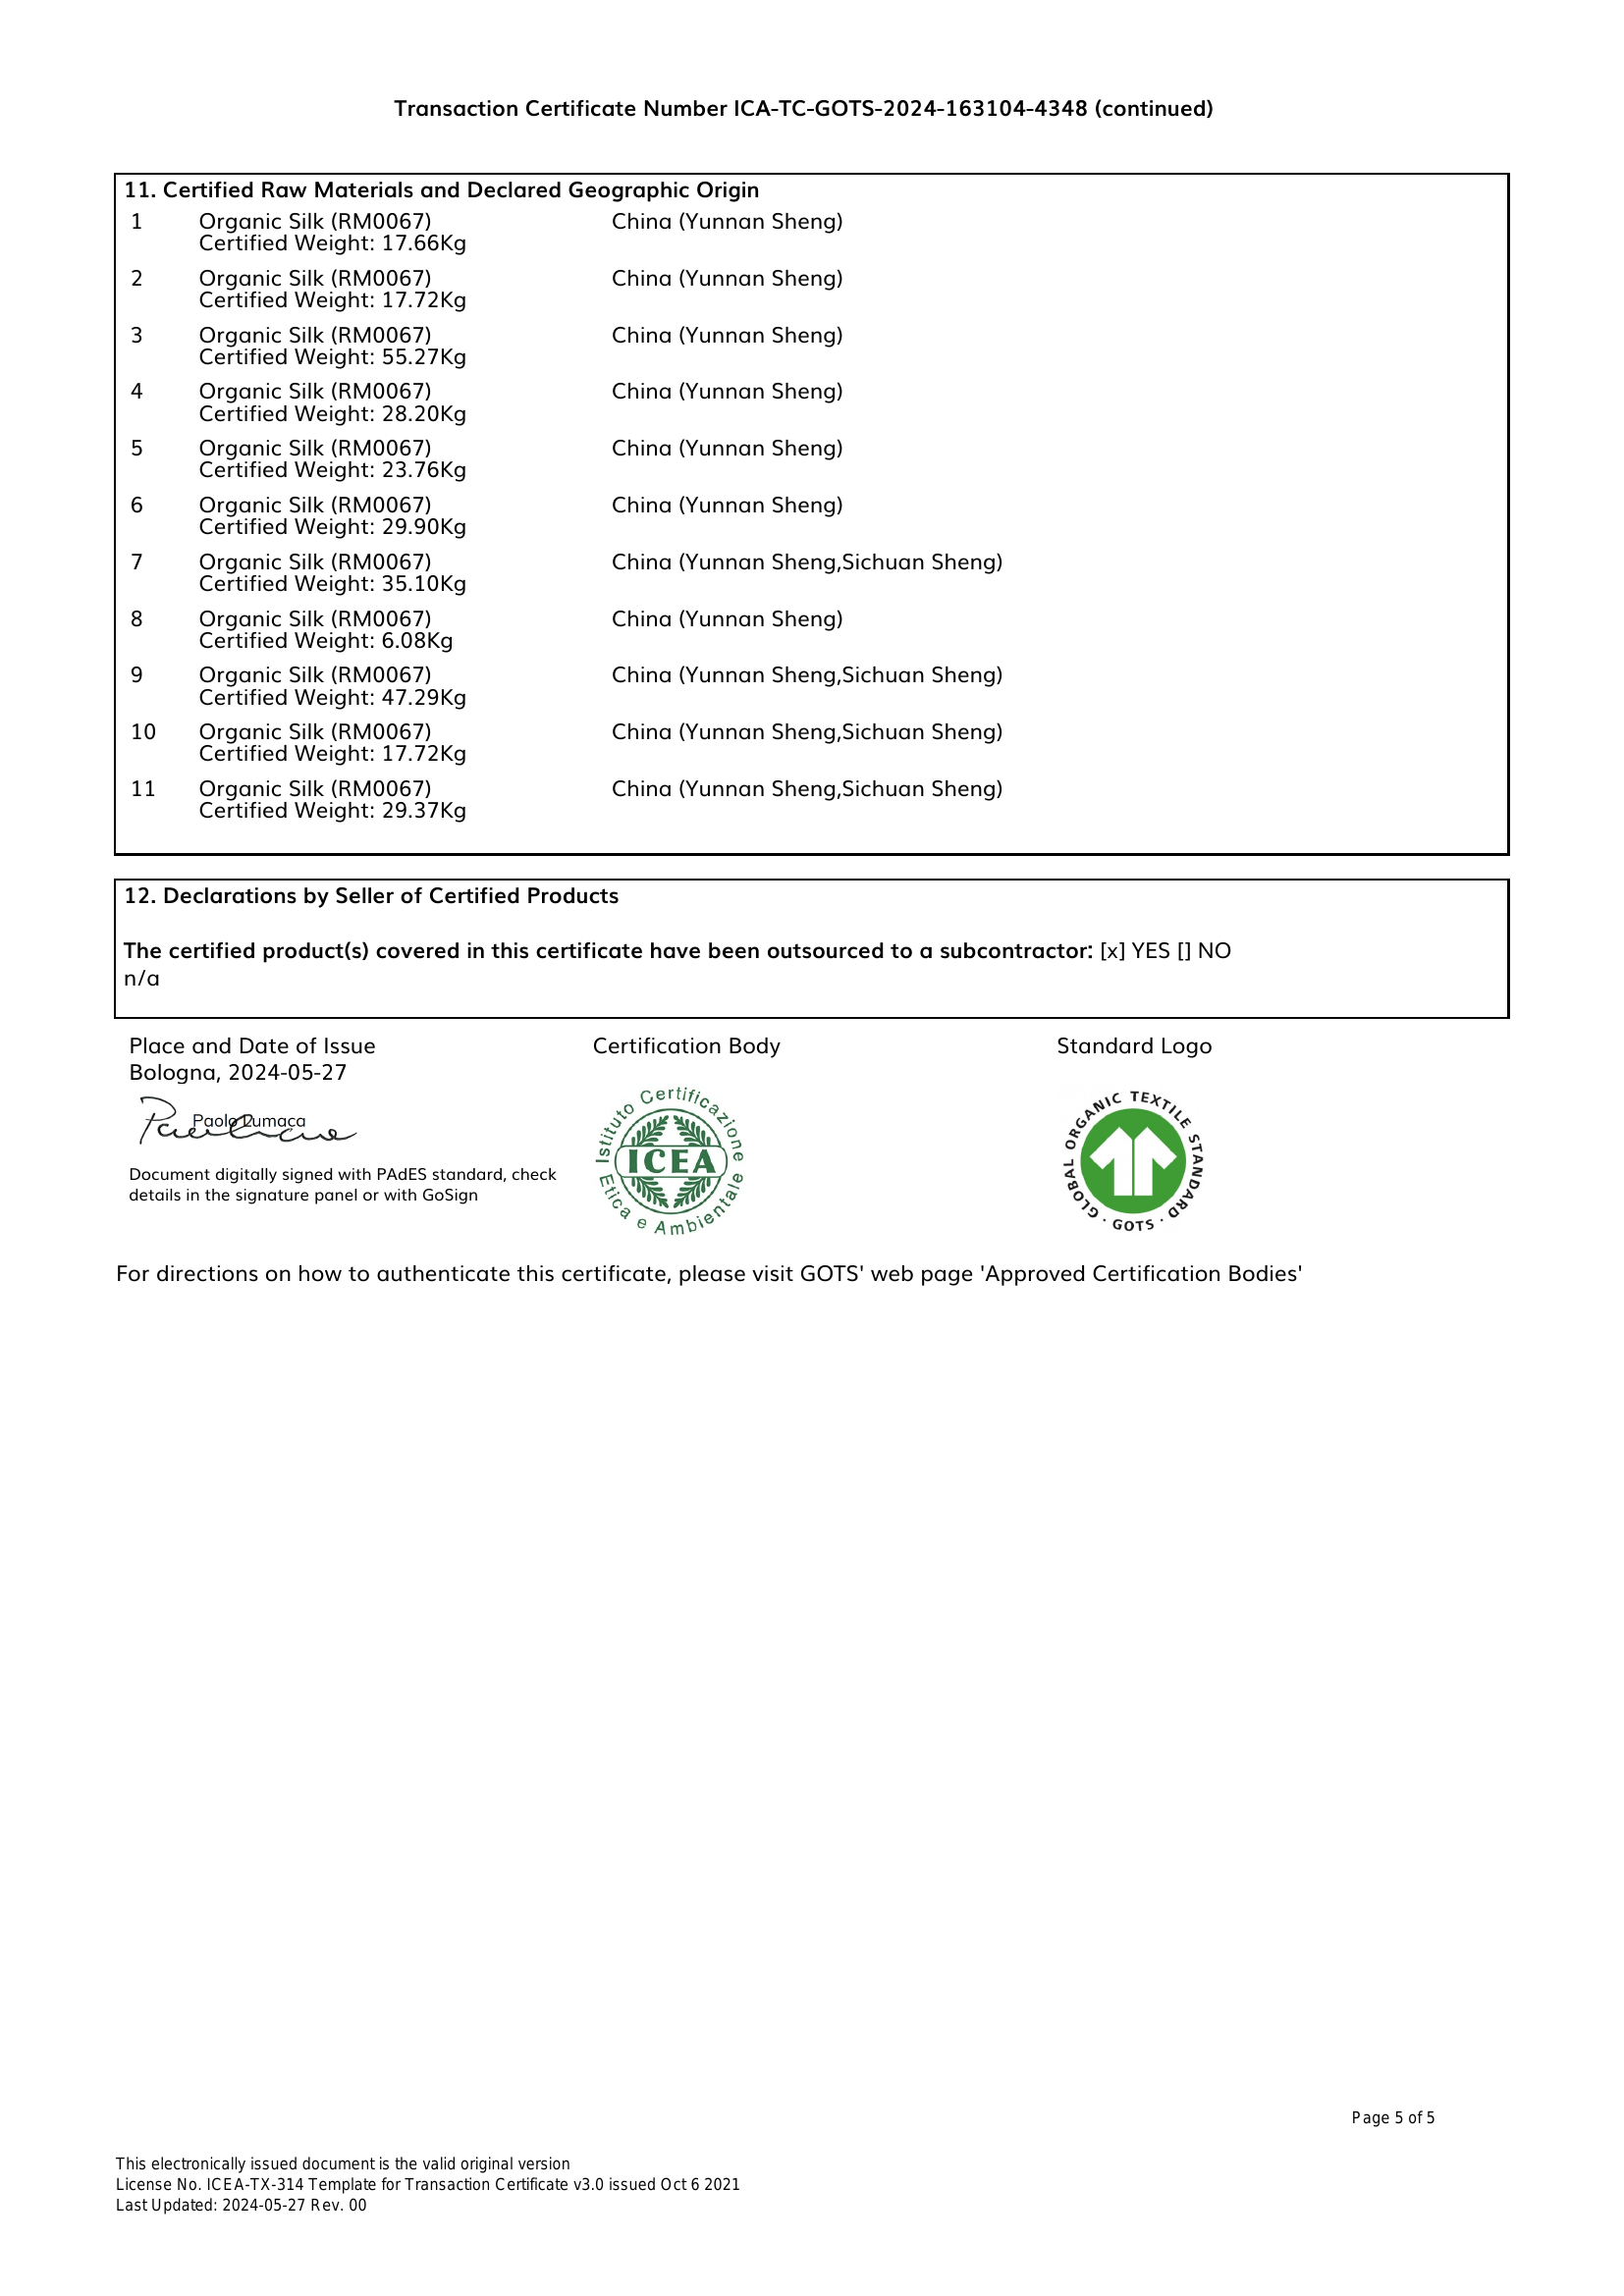 Transaction Certificate Number ICA-TC-GOTS-2024-163104-4348 (continued)
11. Certified Raw Materials and Declared Geographic Origin
1 Organic Silk (RM0067) China (Yunnan Sheng)
Certified Weight: 17.66Kg
2 Organic Silk (RM0067) China (Yunnan Sheng)
Certified Weight: 17.72Kg
3 Organic Silk (RM0067) China (Yunnan Sheng)
Certified Weight: 55.27Kg
4 Organic Silk (RM0067) China (Yunnan Sheng)
Certified Weight: 28.20Kg
5 Organic Silk (RM0067) China (Yunnan Sheng)
Certified Weight: 23.76Kg
6 Organic Silk (RM0067) China (Yunnan Sheng)
Certified Weight: 29.90Kg
7 Organic Silk (RM0067) China (Yunnan Sheng,Sichuan Sheng)
Certified Weight: 35.10Kg
8 Organic Silk (RM0067) China (Yunnan Sheng)
Certified Weight: 6.08Kg
9 Organic Silk (RM0067) China (Yunnan Sheng,Sichuan Sheng)
Certified Weight: 47.29Kg
10 Organic Silk (RM0067) China (Yunnan Sheng,Sichuan Sheng)
Certified Weight: 17.72Kg
11 Organic Silk (RM0067) China (Yunnan Sheng,Sichuan Sheng)
Certified Weight: 29.37Kg
12. Declarations by Seller of Certified Products
The certified product(s) covered in this certificate have been outsourced to a subcontractor: [x] YES [] NO
n/a
Place and Date of Issue
Bologna, 2024-05-27
Paolo
Document digitally signed with PAdES standard, check
details in the signature panel or with GoSign
Certification Body
Istituto Certificazione
ICEA
Etica e Ambientale
Standard Logo
GLOBAL ORGANIC TEXTILE STANDARD
· GOTS ·
For directions on how to authenticate this certificate, please visit GOTS' web page 'Approved Certification Bodies'
Page 5 of 5
This electronically issued document is the valid original version
License No. ICEA-TX-314 Template for Transaction Certificate v3.0 issued Oct 6 2021
Last Updated: 2024-05-27 Rev. 00